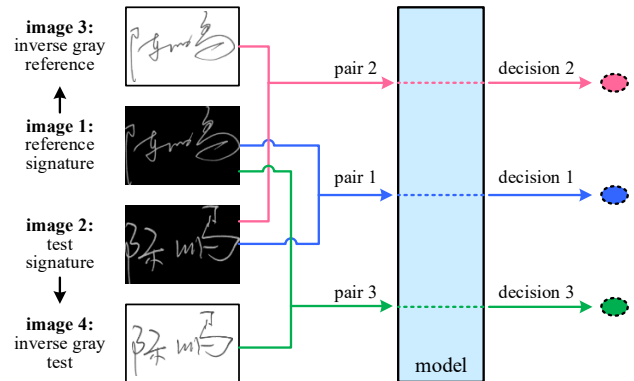 image 3:
inverse gray
reference
image 1:
reference
signature
image 2:
test
signature
image 4:
inverse gray
test
pair 2
pair 1
pair 3
model
decision 2
decision 1
decision 3